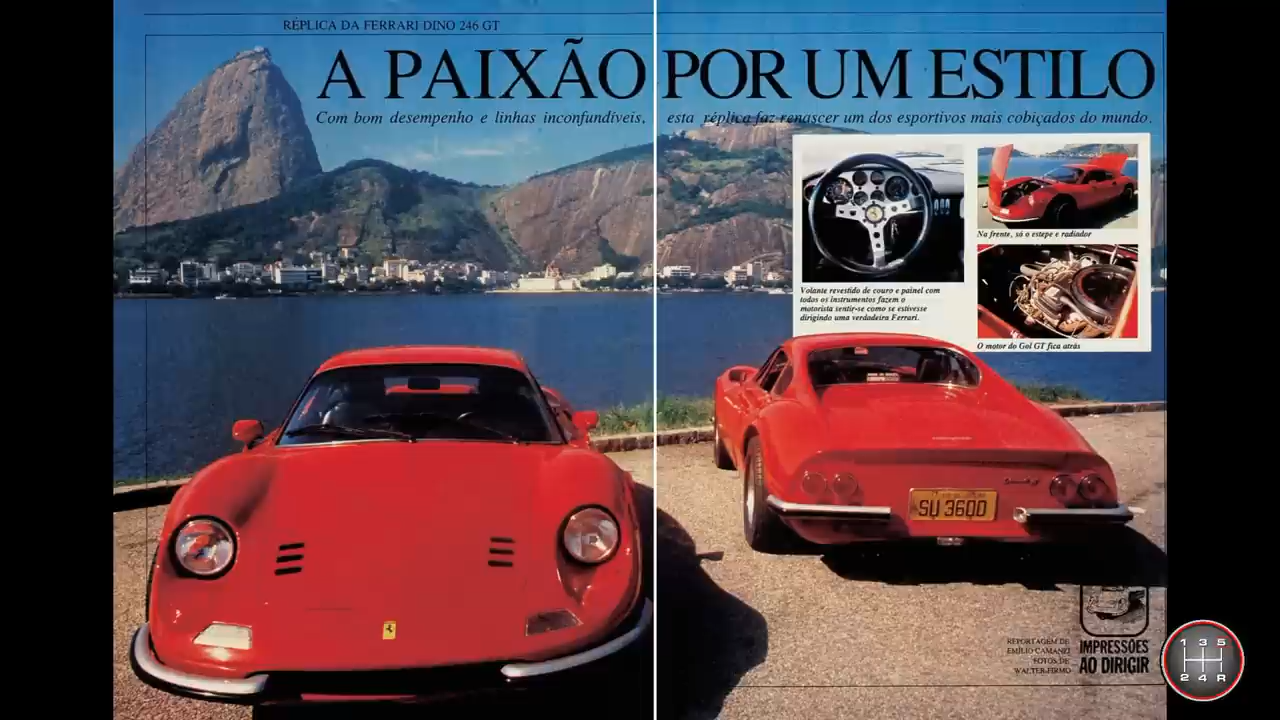 RÉPLICA DA FERRARI DINO 246 GT
A PAIXÃO POR UM ESTILO
Com bom desempenho e linhas inconfundíveis, esta réplica faz renascer um dos esportivos mais cobiçados do mundo.
Volante revestido de couro e painel com
todos os instrumentos fazem o
motorista sentir-se como se estivesse
dirigindo uma verdadeira Ferrari.
Na frente, só o estepe e radiador
O motor do Gol GT fica atrás
SU 3600
REPORTAGEM DE
EMÍLIO CAMANZI
FOTOS DE
WALTER FIRMO
IMPRESSÕES
AO DIRIGIR
1 3 5
2 4 R